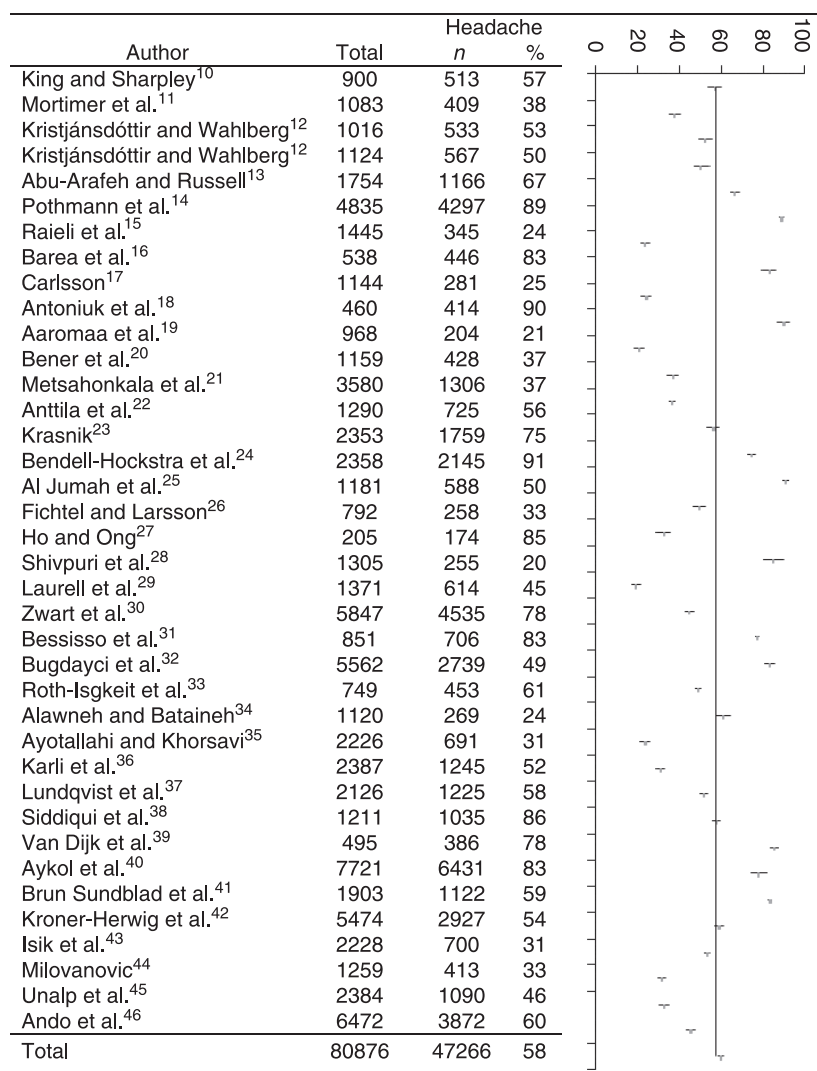 Headache
Author Total n %
0 20 40 60 80 100
King and Sharpley10 900 513 57
Mortimer et al.11 1083 409 38
Kristjánsdóttir and Wahlberg12 1016 533 53
Kristjánsdóttir and Wahlberg12 1124 567 50
Abu-Arafeh and Russell13 1754 1166 67
Pothmann et al.14 4835 4297 89
Raieli et al.15 1445 345 24
Barea et al.16 538 446 83
Carlsson17 1144 281 25
Antoniuk et al.18 460 414 90
Aaromaa et al.19 968 204 21
Bener et al.20 1159 428 37
Metsahonkala et al.21 3580 1306 37
Anttila et al.22 1290 725 56
Krasnik23 2353 1759 75
Bendell-Hockstra et al.24 2358 2145 91
Al Jumah et al.25 1181 588 50
Fichtel and Larsson26 792 258 33
Ho and Ong27 205 174 85
Shivpuri et al.28 1305 255 20
Laurell et al.29 1371 614 45
Zwart et al.30 5847 4535 78
Bessisso et al.31 851 706 83
Bugdayci et al.32 5562 2739 49
Roth-Isgkeit et al.33 749 453 61
Alawneh and Bataineh34 1120 269 24
Ayotallahi and Khorsavi35 2226 691 31
Karli et al.36 2387 1245 52
Lundqvist et al.37 2126 1225 58
Siddiqui et al.38 1211 1035 86
Van Dijk et al.39 495 386 78
Aykol et al.40 7721 6431 83
Brun Sundblad et al.41 1903 1122 59
Kroner-Herwig et al.42 5474 2927 54
Isik et al.43 2228 700 31
Milovanovic44 1259 413 33
Unalp et al.45 2384 1090 46
Ando et al.46 6472 3872 60
Total 80876 47266 58